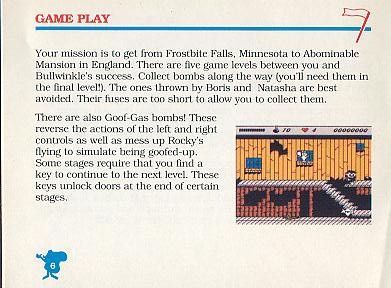 GAME PLAY
Your mission is to get from Frostbite Falls, Minnesota to Abominable
Mansion in England. There are five game levels between you and
Bullwinkle's success. Collect bombs along the way (you'll need them in
the final level!). The ones thrown by Boris and Natasha are best
avoided. Their fuses are too short to allow you to collect them.
There are also Goof-Gas bombs! These
reverse the actions of the left and right
controls as well as mess up Rocky's
flying to simulate being goofed-up.
Some stages require that you find a
key to continue to the next level. These
keys unlock doors at the end of certain
stages.
10 4 00000000
6